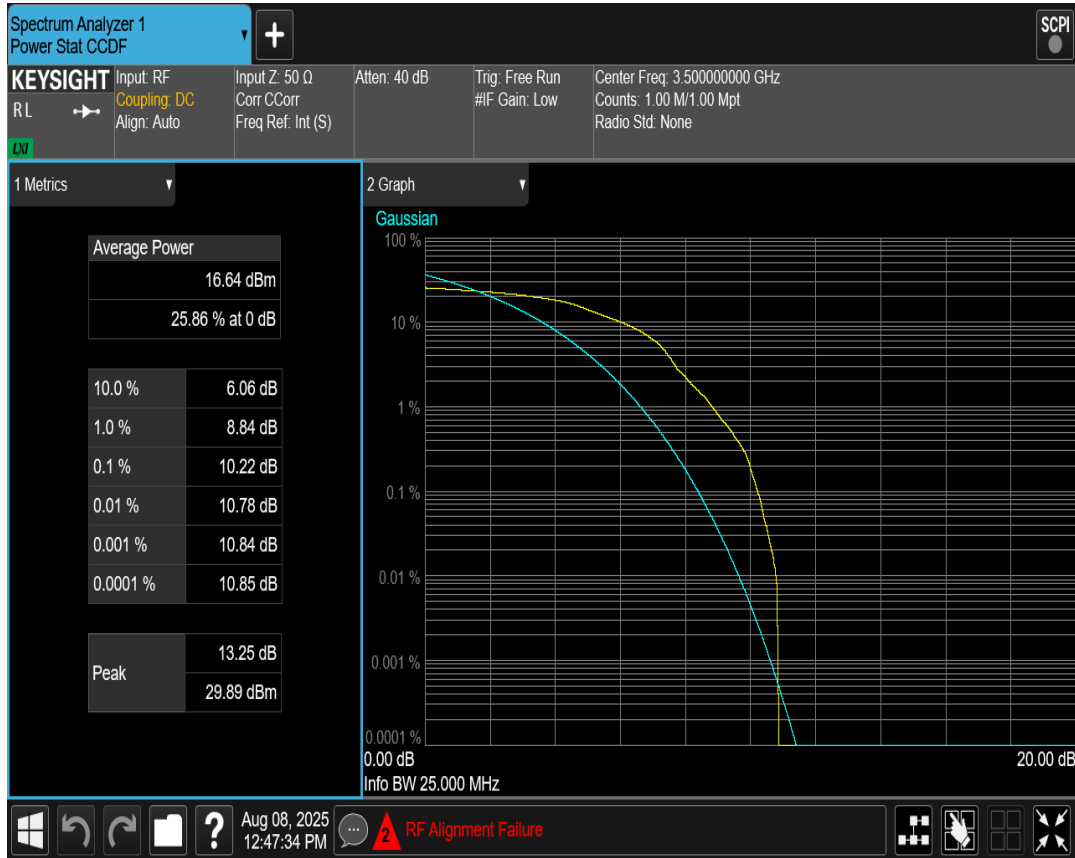 Spectrum Analyzer 1
Power Stat CCDF
SCPI
KEYSIGHT
R L
LXI
Input: RF
Coupling: DC
Align: Auto
Input Z: 50 Ω
Corr CCorr
Freq Ref: Int (S)
Atten: 40 dB
Trig: Free Run
#IF Gain: Low
Center Freq: 3.500000000 GHz
Counts: 1.00 M/1.00 Mpt
Radio Std: None
1 Metrics
Average Power
16.64 dBm
25.86 % at 0 dB
10.0 % 6.06 dB
1.0 % 8.84 dB
0.1 % 10.22 dB
0.01 % 10.78 dB
0.001 % 10.84 dB
0.0001 % 10.85 dB
Peak
13.25 dB
29.89 dBm
2 Graph
Gaussian
100 %
10 %
1 %
0.1 %
0.01 %
0.001 %
0.0001 %
0.00 dB 20.00 dB
Info BW 25.000 MHz
?
Aug 08, 2025
12:47:34 PM
2
RF Alignment Failure